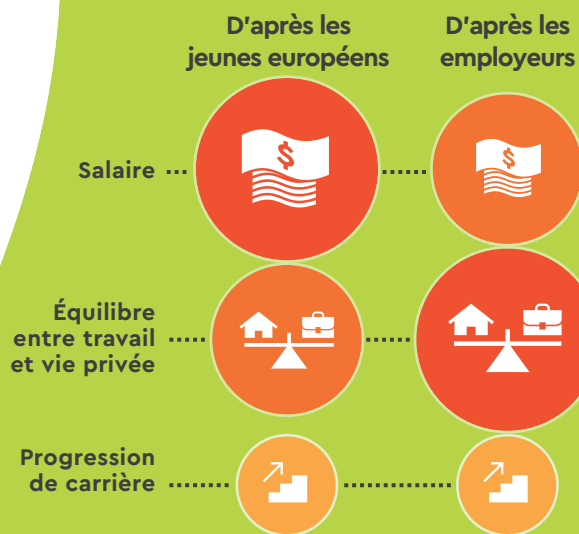 D'après les
jeunes européens
D'après les
employeurs
Salaire
$
$
Équilibre
entre travail
et vie privée
Progression
de carrière